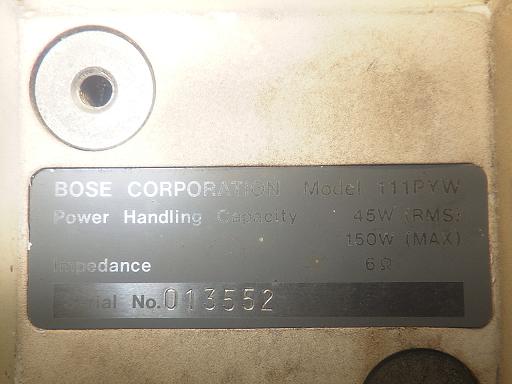 BOSE CORPORATION Model 111PYW
Power Handling Capacity 45W (RMS)
150W (MAX)
Impedance 6Ω
Serial No. 013552